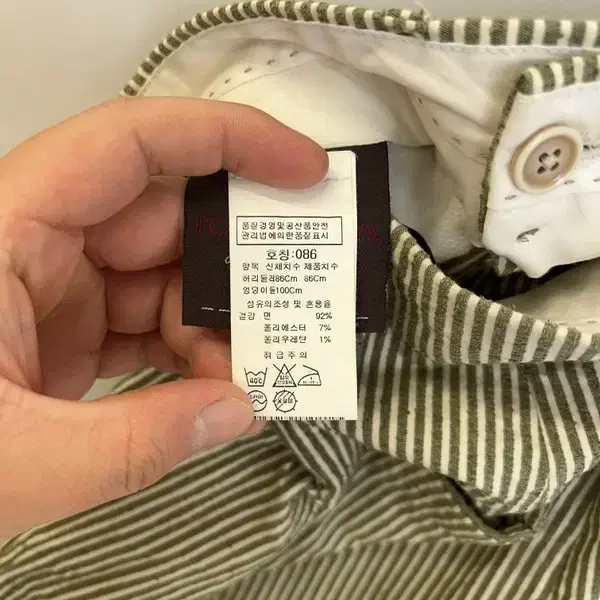 품질경영및공산품안전
관리법에의한품질표시
호칭:086
항목 신체치수 제품치수
허리둘레86Cm 86Cm
엉덩이둘100Cm
섬유의조성 및 혼용율
겉감 면 92%
폴리에스터 7%
폴리우레탄 1%
취급주의
40℃